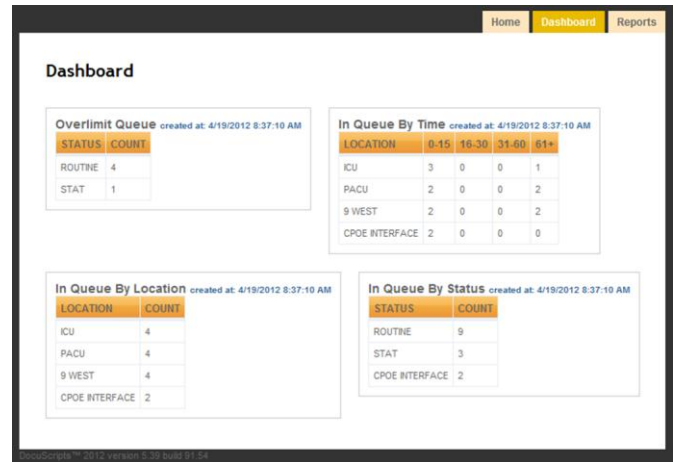 Home Dashboard Reports
Dashboard
Overlimit Queue created at: 4/19/2012 8:37:10 AM
STATUS COUNT
ROUTINE 4
STAT 1
In Queue By Time created at: 4/19/2012 8:37:10 AM
LOCATION 0-15 16-30 31-60 61+
ICU 3 0 0 1
PACU 2 0 0 2
9 WEST 2 0 0 2
CPOE INTERFACE 2 0 0 0
In Queue By Location created at: 4/19/2012 8:37:10 AM
LOCATION COUNT
ICU 4
PACU 4
9 WEST 4
CPOE INTERFACE 2
In Queue By Status created at: 4/19/2012 8:37:10 AM
STATUS COUNT
ROUTINE 9
STAT 3
CPOE INTERFACE 2
DocuScripts™ 2012 version 5.39 build 91.54